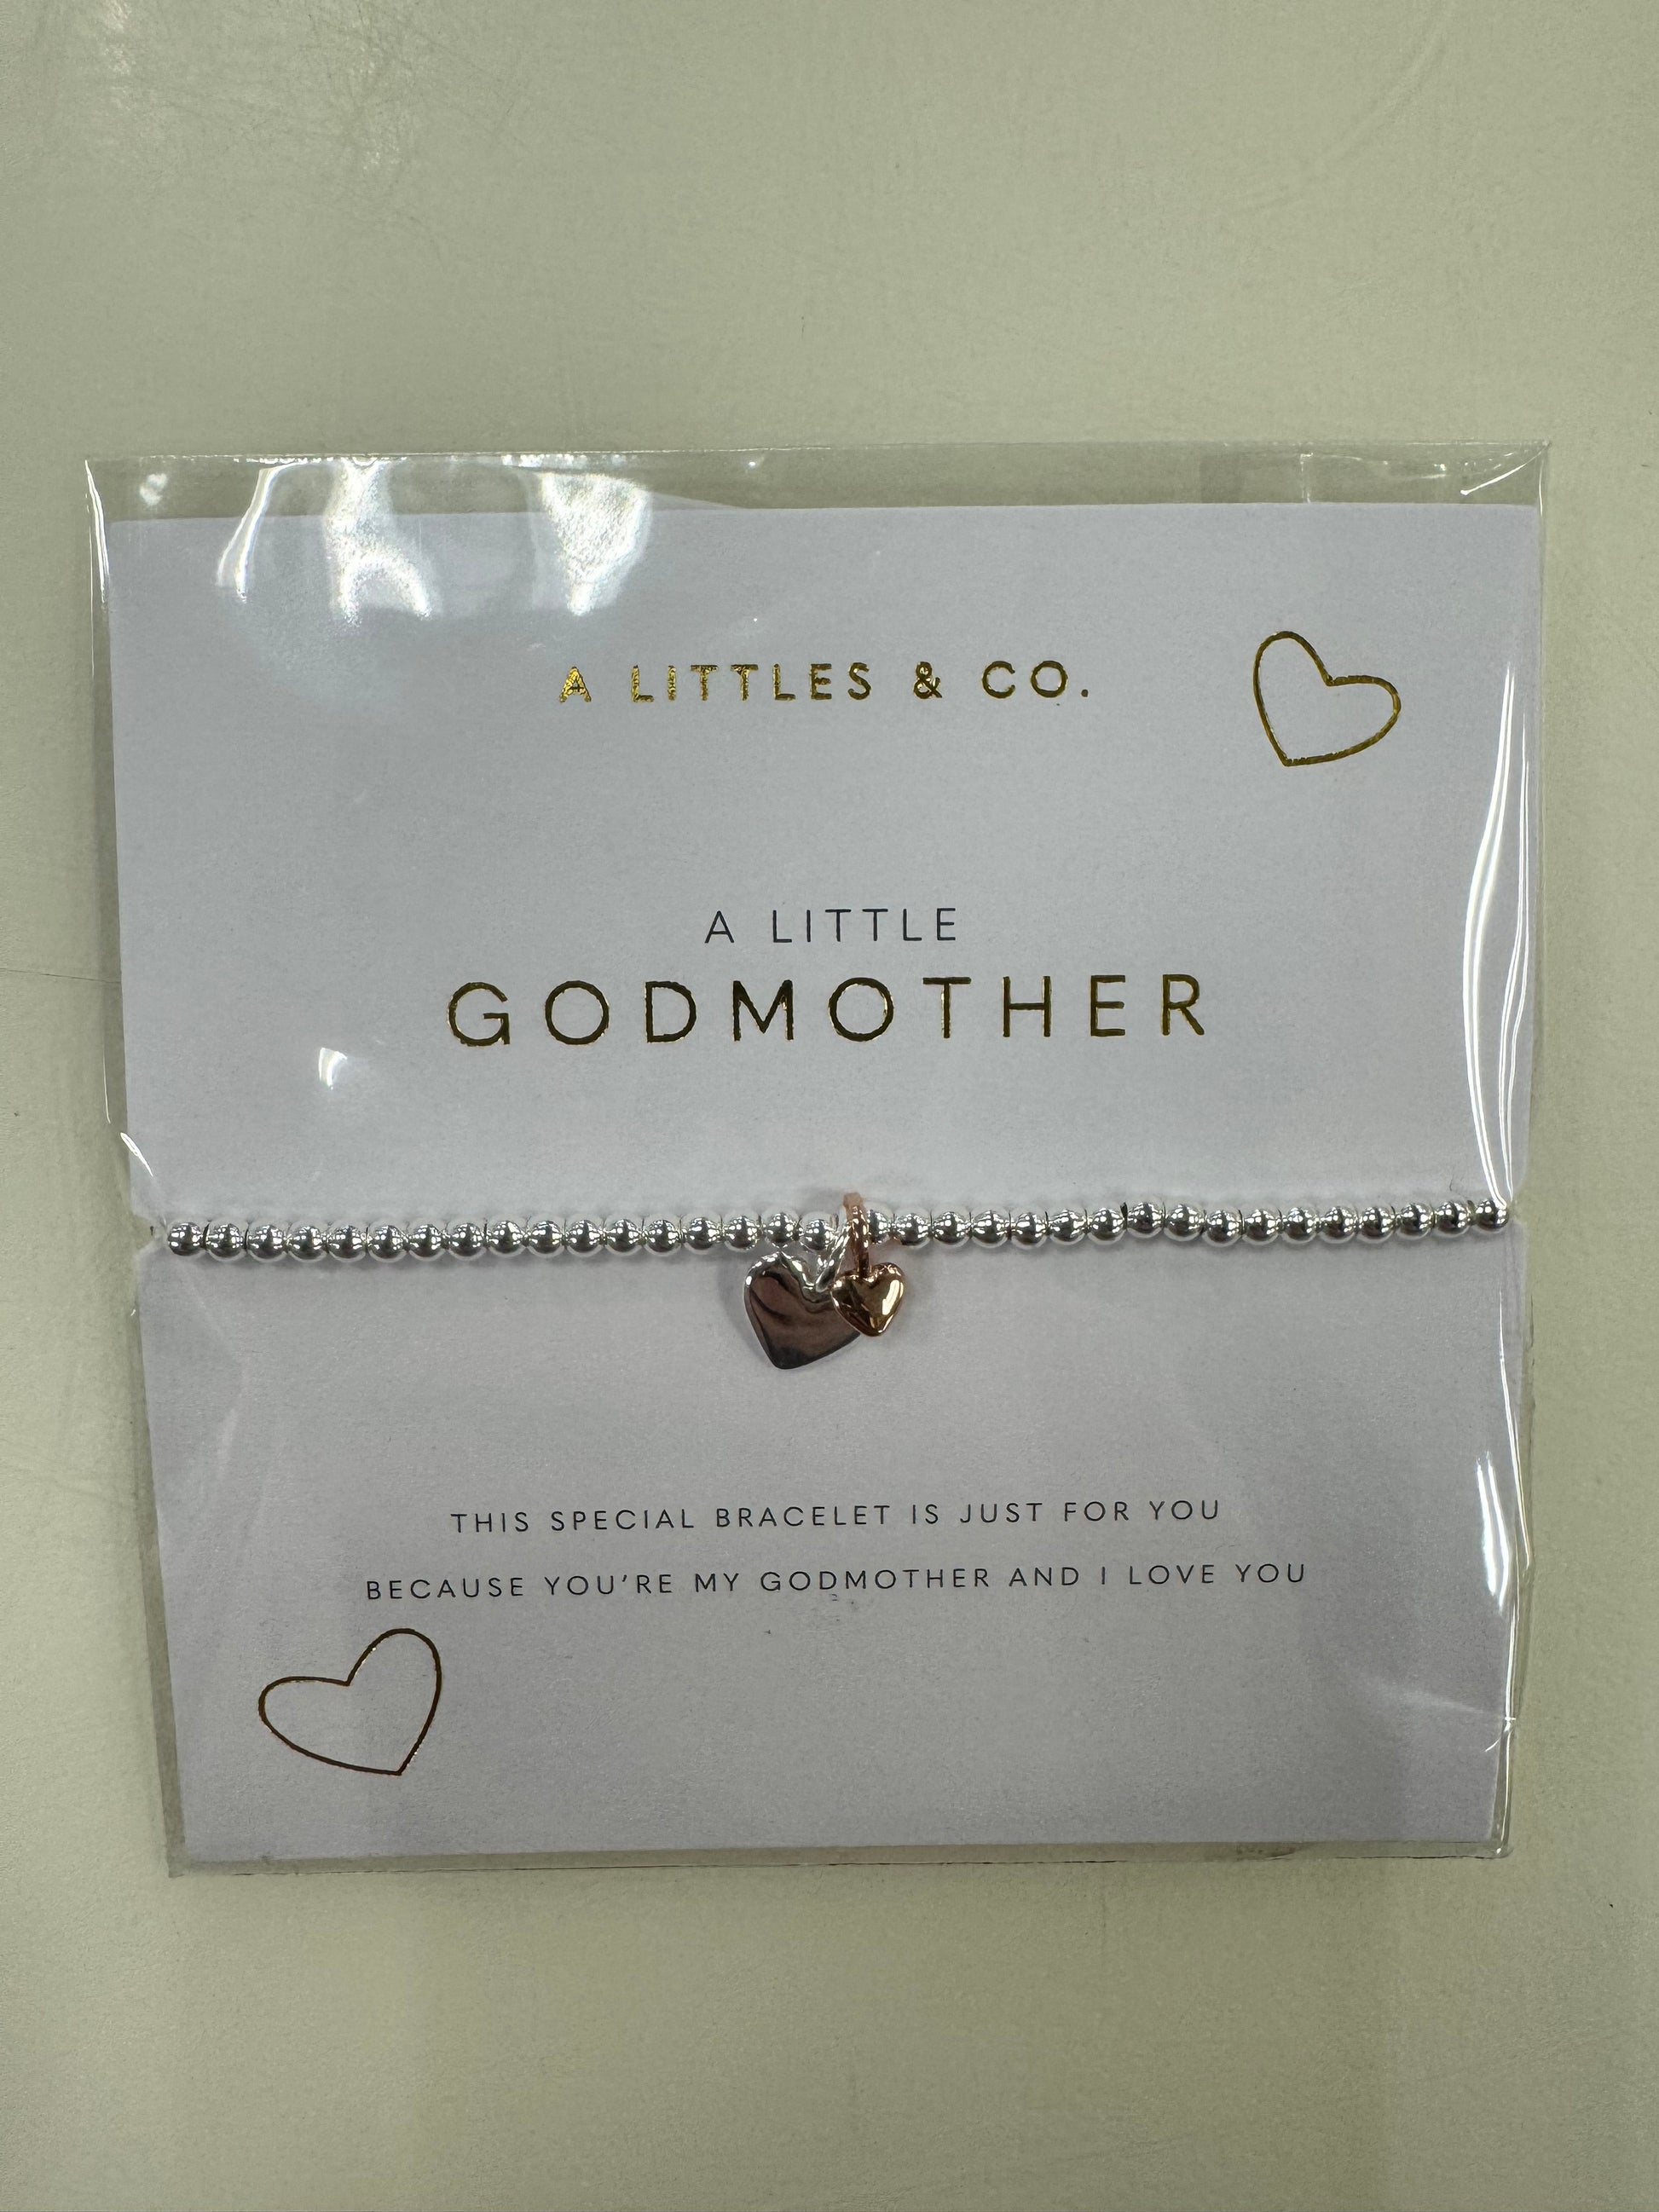 A LITTLES & CO.
A LITTLE
GODMOTHER
THIS SPECIAL BRACELET IS JUST FOR YOU
BECAUSE YOU'RE MY GODMOTHER AND I LOVE YOU